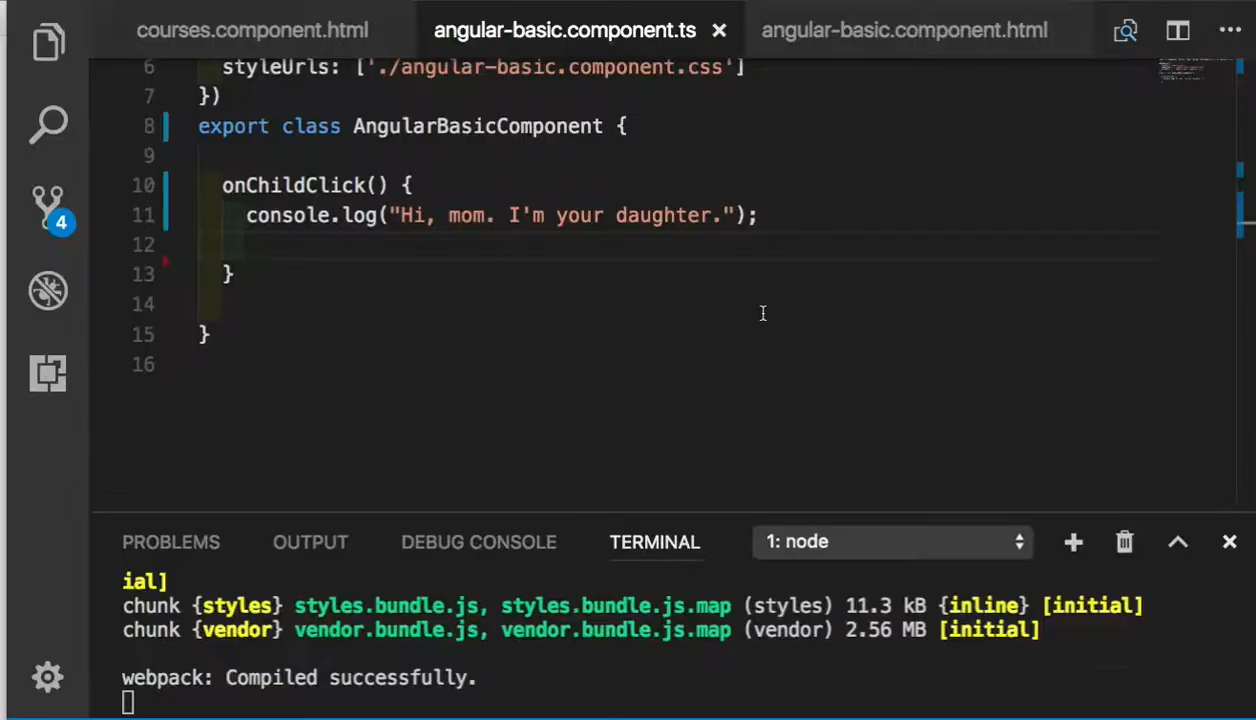 courses.component.html angular-basic.component.ts × angular-basic.component.html
6 styleUrls: ['./angular-basic.component.css']
7 })
8 export class AngularBasicComponent {
9
10 onChildClick() {
11 console.log("Hi, mom. I'm your daughter.");
12
13 }
14
15 }
16
4
PROBLEMS OUTPUT DEBUG CONSOLE TERMINAL 1: node
ial]
chunk {styles} styles.bundle.js, styles.bundle.js.map (styles) 11.3 kB {inline} [initial]
chunk {vendor} vendor.bundle.js, vendor.bundle.js.map (vendor) 2.56 MB [initial]
webpack: Compiled successfully.